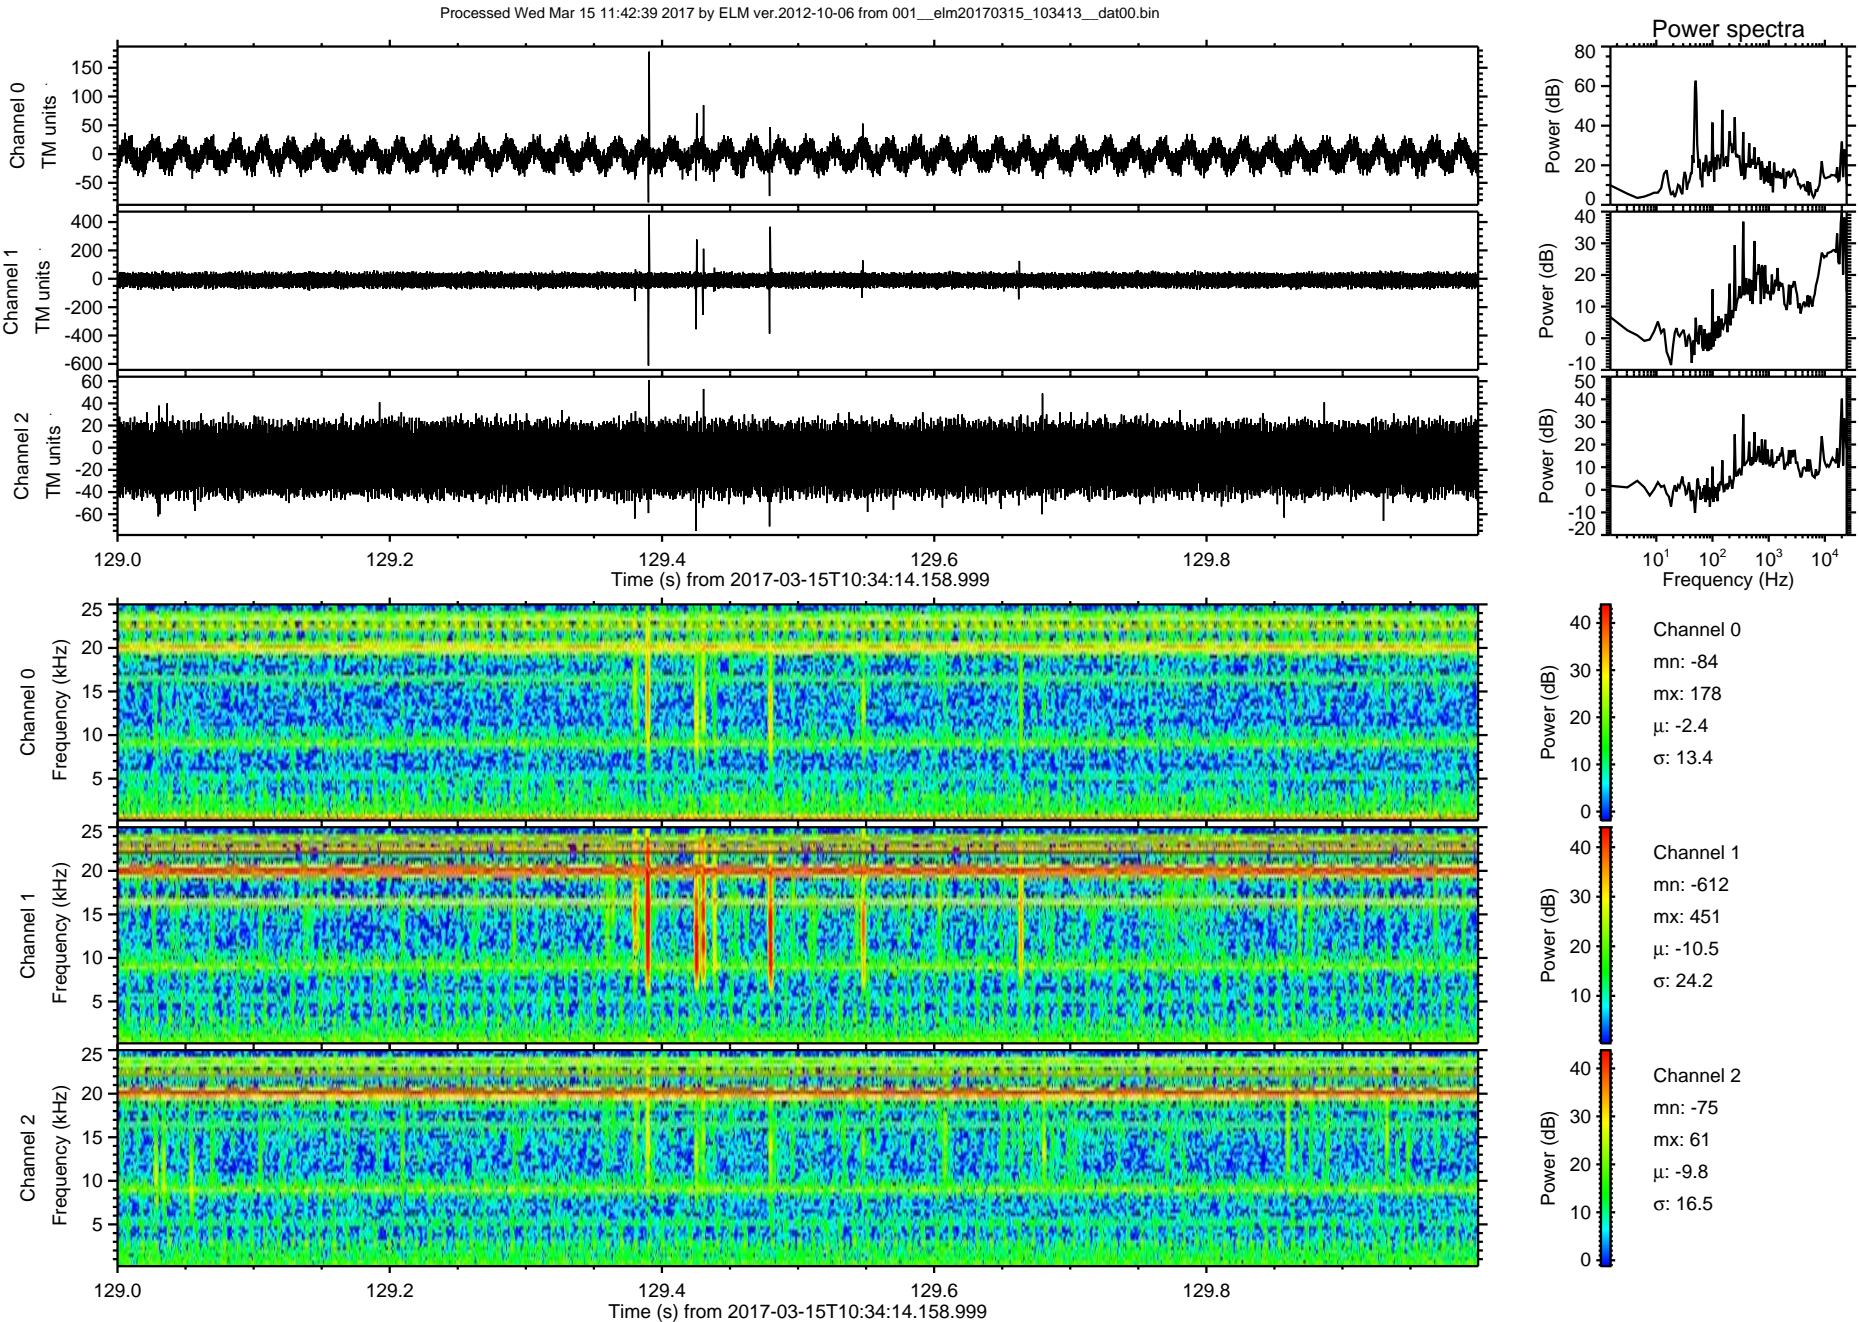 Processed Wed Mar 15 11:42:39 2017 by ELM ver.2012-10-06 from 001__elm20170315_103413__dat00.bin
Power spectra
Channel 0
TM units
150
100
50
0
-50
Power (dB)
80
60
40
20
0
Channel 1
TM units
400
200
0
-200
-400
-600
Power (dB)
40
30
20
10
0
-10
Channel 2
TM units
60
40
20
0
-20
-40
-60
Power (dB)
50
40
30
20
10
0
-10
-20
129.0 129.2 129.4 129.6 129.8
Time (s) from 2017-03-15T10:34:14.158.999
10^1 10^2 10^3 10^4
Frequency (Hz)
Channel 0
Frequency (kHz)
25
20
15
10
5
Power (dB)
40
30
20
10
0
Channel 0
mn: -84
mx: 178
μ: -2.4
σ: 13.4
Channel 1
Frequency (kHz)
25
20
15
10
5
Power (dB)
40
30
20
10
Channel 1
mn: -612
mx: 451
μ: -10.5
σ: 24.2
Channel 2
Frequency (kHz)
25
20
15
10
5
Power (dB)
40
30
20
10
0
Channel 2
mn: -75
mx: 61
μ: -9.8
σ: 16.5
129.0 129.2 129.4 129.6 129.8
Time (s) from 2017-03-15T10:34:14.158.999